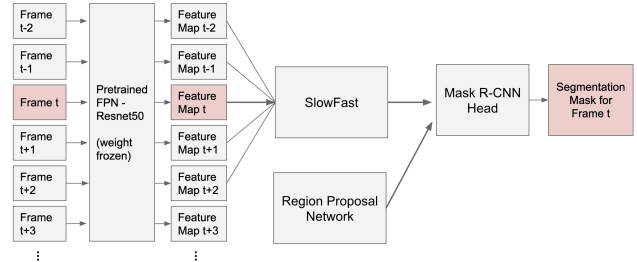 Frame
t-2
Frame
t-1
Frame t
Frame
t+1
Frame
t+2
Frame
t+3
Pretrained
FPN -
Resnet50
(weight
frozen)
Feature
Map t-2
Feature
Map t-1
Feature
Map t
Feature
Map t+1
Feature
Map t+2
Feature
Map t+3
SlowFast
Region Proposal
Network
Mask R-CNN
Head
Segmentation
Mask for
Frame t